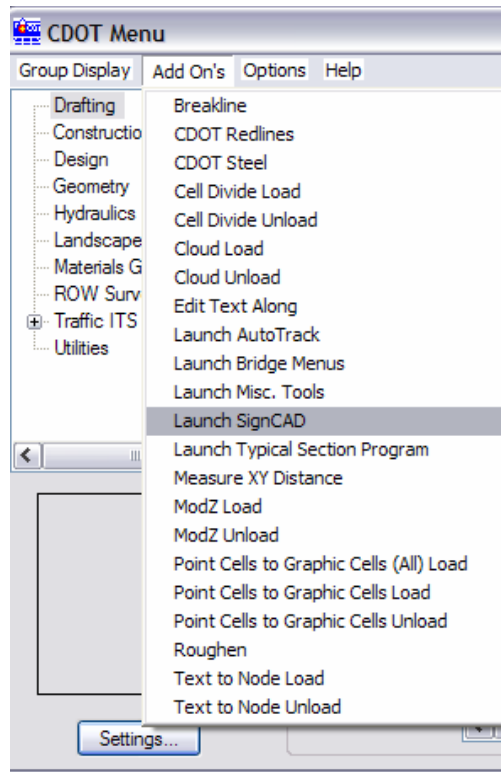 CDOT Menu
Group Display Add On's Options Help
Drafting
Constructio
Design
Geometry
Hydraulics
Landscape
Materials G
ROW Surv
Traffic ITS
Utilities
Breakline
CDOT Redlines
CDOT Steel
Cell Divide Load
Cell Divide Unload
Cloud Load
Cloud Unload
Edit Text Along
Launch AutoTrack
Launch Bridge Menus
Launch Misc. Tools
Launch SignCAD
Launch Typical Section Program
Measure XY Distance
ModZ Load
ModZ Unload
Point Cells to Graphic Cells (All) Load
Point Cells to Graphic Cells Load
Point Cells to Graphic Cells Unload
Roughen
Text to Node Load
Text to Node Unload
Settings...